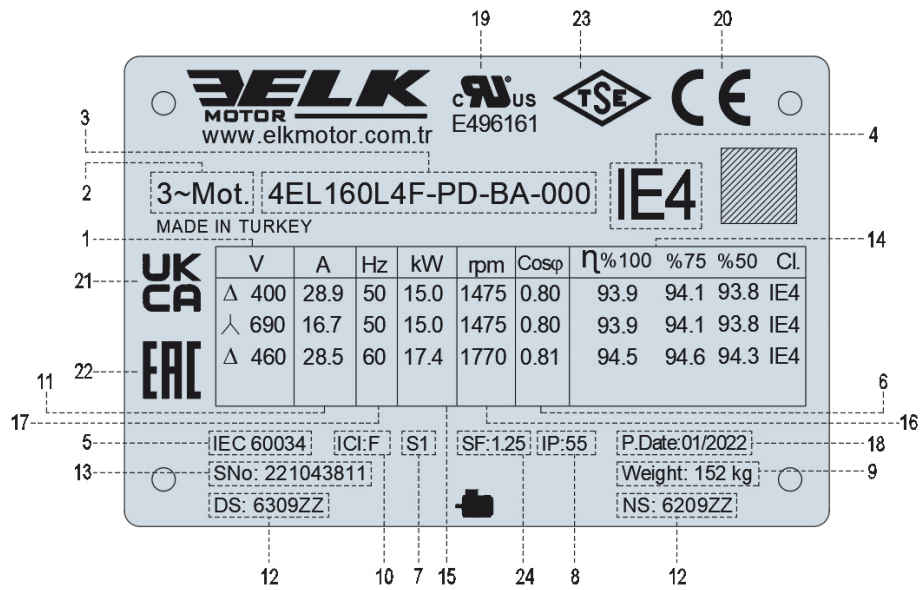 19 23 20
ELK
MOTOR
www.elkmotor.com.tr
c RU US
E496161
TSE
CE
3
4
2
3~Mot. 4EL160L4F-PD-BA-000 IE4
MADE IN TURKEY
1
14
UK
CA
21
V A Hz kW rpm Cosφ η%100 %75 %50 Cl.
Δ 400 28.9 50 15.0 1475 0.80 93.9 94.1 93.8 IE4
⅄ 690 16.7 50 15.0 1475 0.80 93.9 94.1 93.8 IE4
Δ 460 28.5 60 17.4 1770 0.81 94.5 94.6 94.3 IE4
22
EAC
11
6
17
16
5 IEC 60034 ICI:F S1 SF:1.25 IP:55 P.Date:01/2022 18
13 SNo: 221043811 Weight: 152 kg 9
DS: 6309ZZ NS: 6209ZZ
12 10 7 15 24 8 12